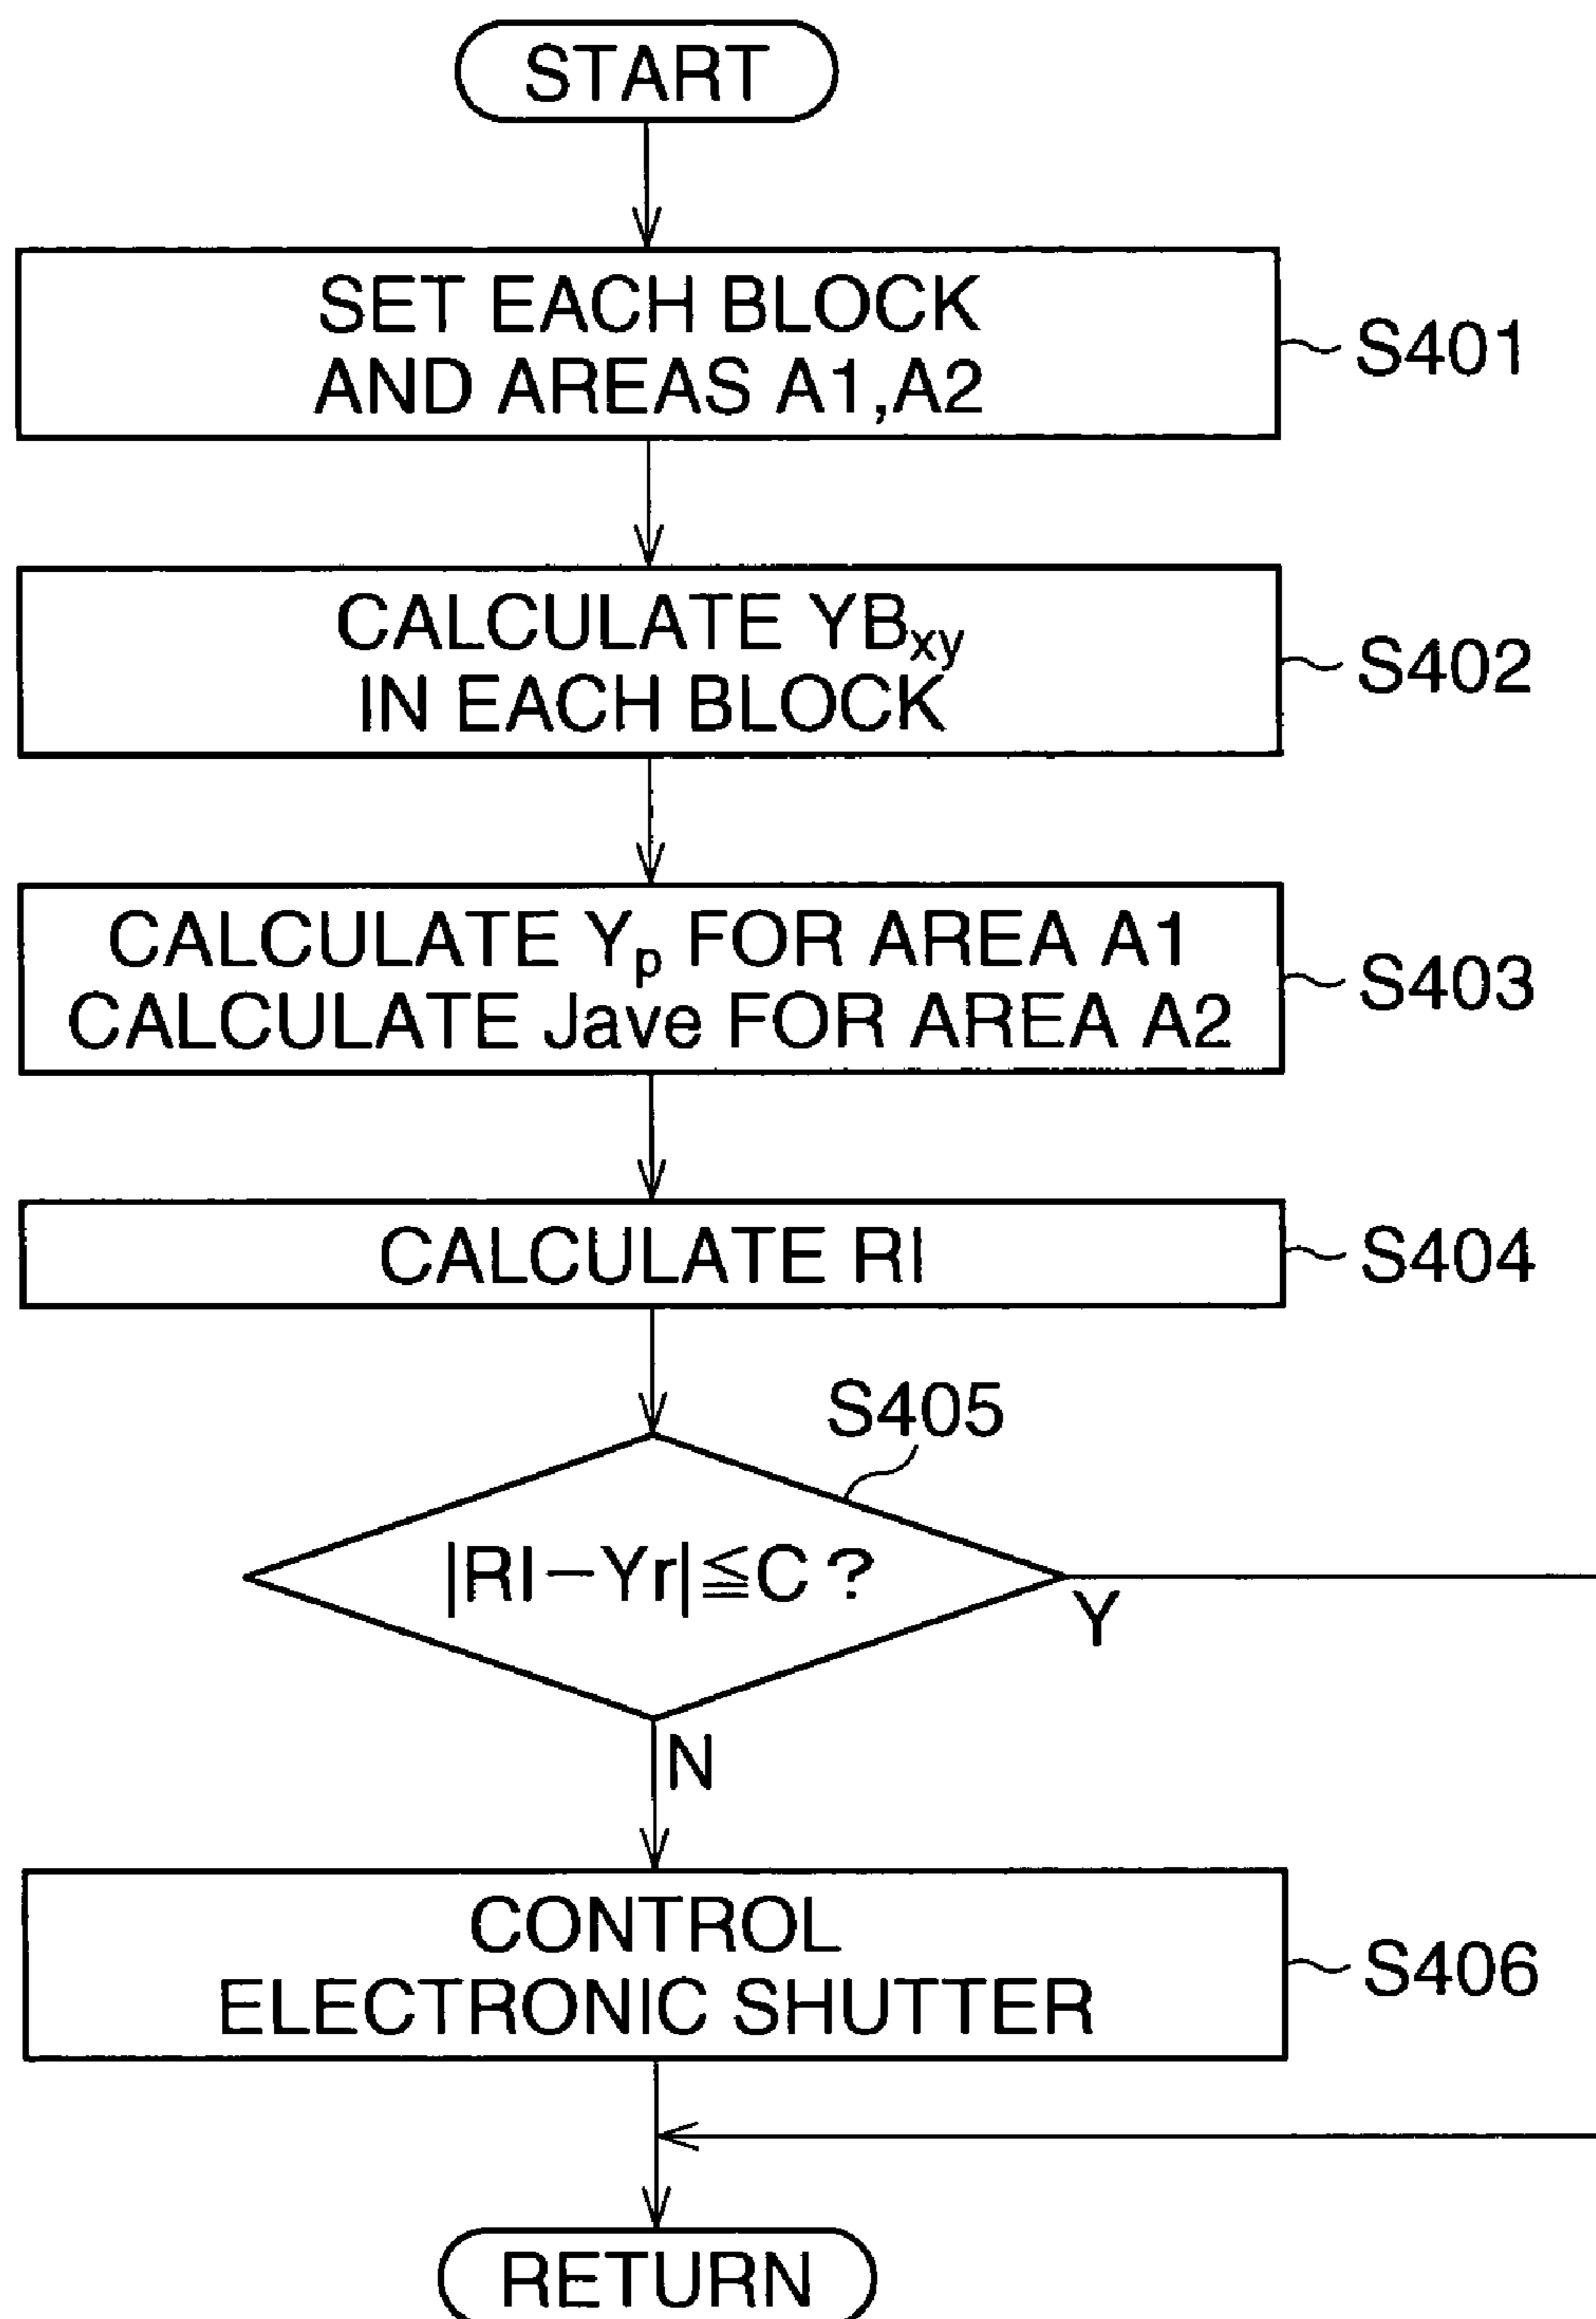 START
SET EACH BLOCK
AND AREAS A1,A2
S401
CALCULATE YBxy
IN EACH BLOCK
S402
CALCULATE Yp FOR AREA A1
CALCULATE Jave FOR AREA A2
S403
CALCULATE RI
S404
S405
|RI−Yr|≦C ?
Y
N
CONTROL
ELECTRONIC SHUTTER
S406
RETURN